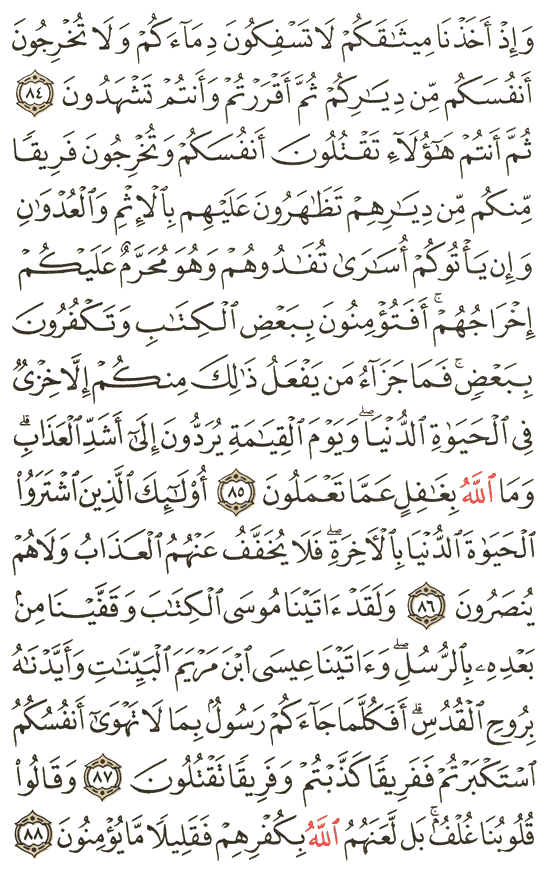 وَإِذْ أَخَذْنَا مِيثَـٰقَكُمْ لَا تَسْفِكُونَ دِمَآءَكُمْ وَلَا تُخْرِجُونَ
أَنفُسَكُم مِّن دِيَـٰرِكُمْ ثُمَّ أَقْرَرْتُمْ وَأَنتُمْ تَشْهَدُونَ ٨٤
ثُمَّ أَنتُمْ هَـٰٓؤُلَآءِ تَقْتُلُونَ أَنفُسَكُمْ وَتُخْرِجُونَ فَرِيقًا
مِّنكُم مِّن دِيَـٰرِهِمْ تَظَـٰهَرُونَ عَلَيْهِم بِٱلْإِثْمِ وَٱلْعُدْوَٰنِ
وَإِن يَأْتُوكُمْ أُسَـٰرَىٰ تُفَـٰدُوهُمْ وَهُوَ مُحَرَّمٌ عَلَيْكُمْ
إِخْرَاجُهُمْ ۚ أَفَتُؤْمِنُونَ بِبَعْضِ ٱلْكِتَـٰبِ وَتَكْفُرُونَ
بِبَعْضٍ ۚ فَمَا جَزَآءُ مَن يَفْعَلُ ذَٰلِكَ مِنكُمْ إِلَّا خِزْىٌ
فِى ٱلْحَيَوٰةِ ٱلدُّنْيَا ۖ وَيَوْمَ ٱلْقِيَـٰمَةِ يُرَدُّونَ إِلَىٰٓ أَشَدِّ ٱلْعَذَابِ ۗ
وَمَا ٱللَّهُ بِغَـٰفِلٍ عَمَّا تَعْمَلُونَ ٨٥ أُو۟لَـٰٓئِكَ ٱلَّذِينَ ٱشْتَرَوُا۟
ٱلْحَيَوٰةَ ٱلدُّنْيَا بِٱلْـَٔاخِرَةِ ۖ فَلَا يُخَفَّفُ عَنْهُمُ ٱلْعَذَابُ وَلَا هُمْ
يُنصَرُونَ ٨٦ وَلَقَدْ ءَاتَيْنَا مُوسَى ٱلْكِتَـٰبَ وَقَفَّيْنَا مِنۢ
بَعْدِهِۦ بِٱلرُّسُلِ ۖ وَءَاتَيْنَا عِيسَى ٱبْنَ مَرْيَمَ ٱلْبَيِّنَـٰتِ وَأَيَّدْنَـٰهُ
بِرُوحِ ٱلْقُدُسِ ۗ أَفَكُلَّمَا جَآءَكُمْ رَسُولٌۢ بِمَا لَا تَهْوَىٰٓ أَنفُسُكُمُ
ٱسْتَكْبَرْتُمْ فَفَرِيقًا كَذَّبْتُمْ وَفَرِيقًا تَقْتُلُونَ ٨٧ وَقَالُوا۟
قُلُوبُنَا غُلْفٌۢ ۚ بَل لَّعَنَهُمُ ٱللَّهُ بِكُفْرِهِمْ فَقَلِيلًا مَّا يُؤْمِنُونَ ٨٨